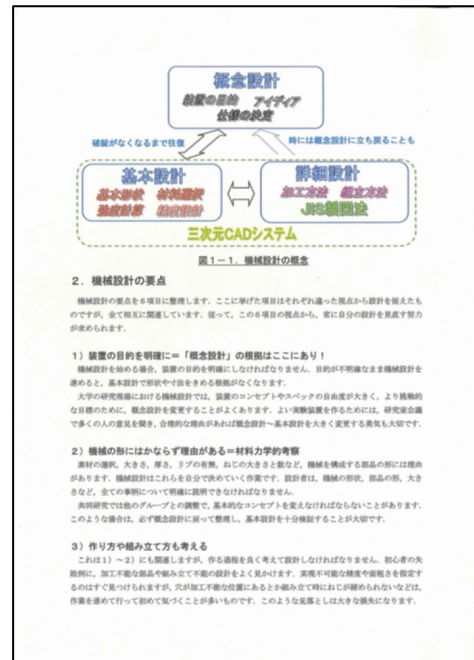 概念設計
装置の目的 アイディア
仕様の決定
破綻がなくなるまで往復
時には概念設計に立ち戻ることも
基本設計
基本形状 材料選択
強度計算 精度設計
詳細設計
加工方法 組立方法
JIS製図法
三次元CADシステム
図1-1. 機械設計の概念
2. 機械設計の要点
機械設計の要点を6項目に整理します. ここに挙げた項目はそれぞれ違った視点から設計を捉えたも
のですが, 全て相互に関連しています. 従って, この6項目の視点から, 常に自分の設計を見直す努力
が求められます.
1) 装置の目的を明確に=「概念設計」の根拠はここにあり!
機械設計を始める場合, 装置の目的を明確にしなければなりません. 目的が不明確なまま機械設計を
進めると, 基本設計で形状や寸法をきめる根拠がなくなります.
大学の研究現場における機械設計では, 装置のコンセプトやスペックの自由度が大きく, より挑戦的
な目標のために, 概念設計を変更することがよくあります. よい実験装置を作るためには, 研究室会議
で多くの人の意見を聞き, 合理的な理由があれば概念設計~基本設計を大きく変更する勇気も大切です.
2) 機械の形にはかならず理由がある=材料力学的考察
素材の選択, 大きさ, 厚さ, リブの有無, ねじの大きさと数など, 機械を構成する部品の形には理由
があります. 機械設計はこれらを自分で決めていく作業です. 設計者は, 機械の形状, 部品の形, 大き
さなど, 全ての事柄について明確に説明できなければなりません.
共同研究では他のグループとの調整で, 基本的なコンセプトを変えなければならないことがあります.
このような場合は, 必ず概念設計に戻って整理し, 基本設計を十分検証することが大切です.
3) 作り方や組み立て方も考える
これは1)~2)にも関連しますが, 作る過程を良く考えて設計しなければなりません. 初心者の失
敗例に, 加工不可能な部品や組み立て不能の設計をよく見かけます. 実現不可能な精度や面粗さを指定す
るのはすぐ見つけられますが, 穴が加工不能な位置にあるとか組み立て時にねじが締められないなどは,
作業を進めて行って初めて気づくことが多いものです. このような見落としは大きな損失になります.